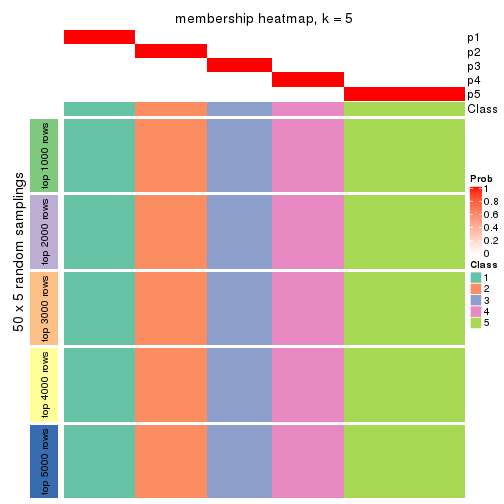 membership heatmap, k = 5
p1
p2
p3
p4
p5
Class
50 x 5 random samplings
top 1000 rows
top 2000 rows
top 3000 rows
top 4000 rows
top 5000 rows
Prob
1
0.8
0.6
0.4
0.2
0
Class
1
2
3
4
5